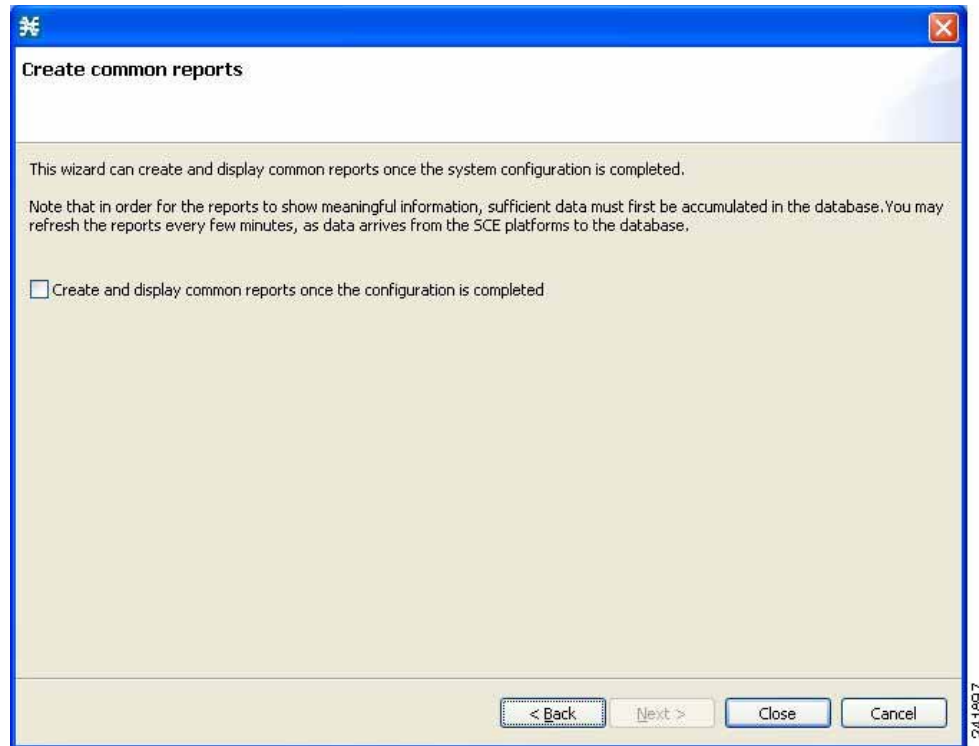 Create common reports
This wizard can create and display common reports once the system configuration is completed.
Note that in order for the reports to show meaningful information, sufficient data must first be accumulated in the database.You may
refresh the reports every few minutes, as data arrives from the SCE platforms to the database.
Create and display common reports once the configuration is completed
< Back
Next >
Close
Cancel
241897